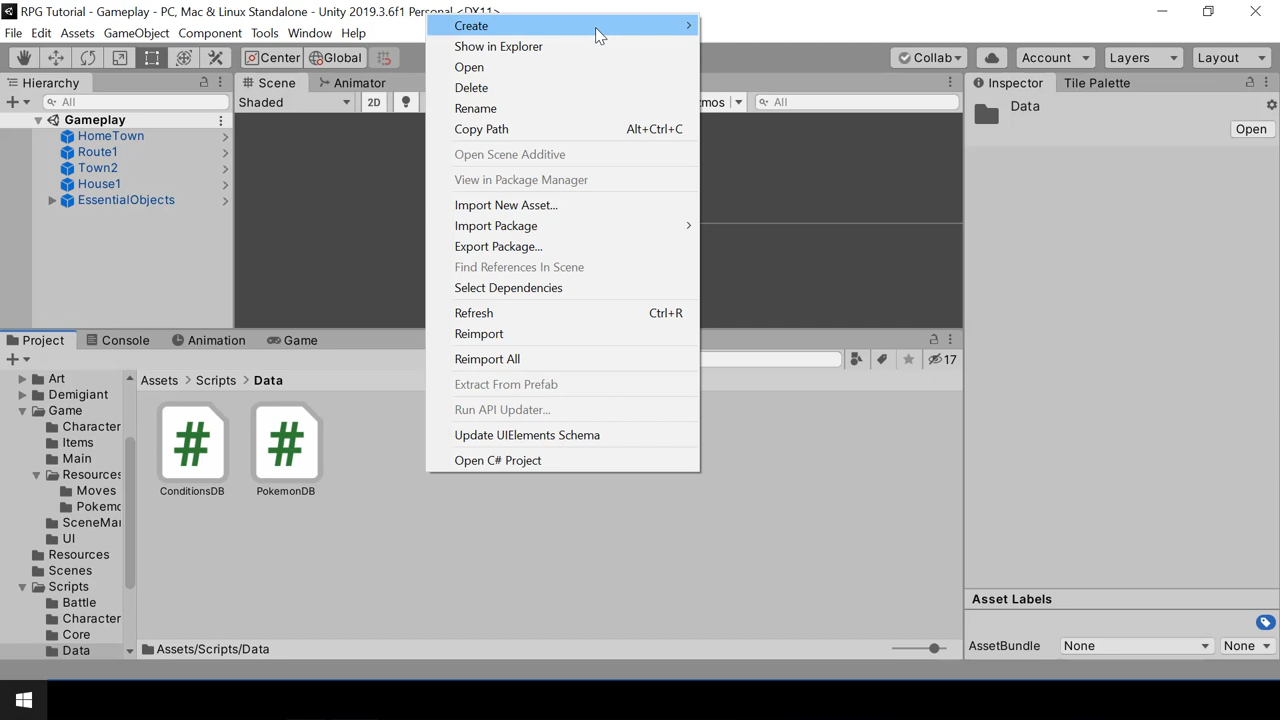 RPG Tutorial - Gameplay - PC, Mac & Linux Standalone - Unity 2019.3.6f1 Personal <DX11>
File Edit Assets GameObject Component Tools Window Help
Center Global Collab Account Layers Layout
Hierarchy
All
Gameplay
HomeTown
Route1
Town2
House1
EssentialObjects
Scene Animator
Shaded 2D
All
Create
Show in Explorer
Open
Delete
Rename
Copy Path Alt+Ctrl+C
Open Scene Additive
View in Package Manager
Import New Asset...
Import Package
Export Package...
Find References In Scene
Select Dependencies
Refresh Ctrl+R
Reimport
Reimport All
Extract From Prefab
Run API Updater...
Update UIElements Schema
Open C# Project
Inspector Tile Palette
Data
Open
Project Console Animation Game
17
Art
Demigiant
Game
Character
Items
Main
Resources
Moves
Pokemo
SceneMa
UI
Resources
Scenes
Scripts
Battle
Character
Core
Data
Assets > Scripts > Data
# #
ConditionsDB PokemonDB
Assets/Scripts/Data
Asset Labels
AssetBundle None None